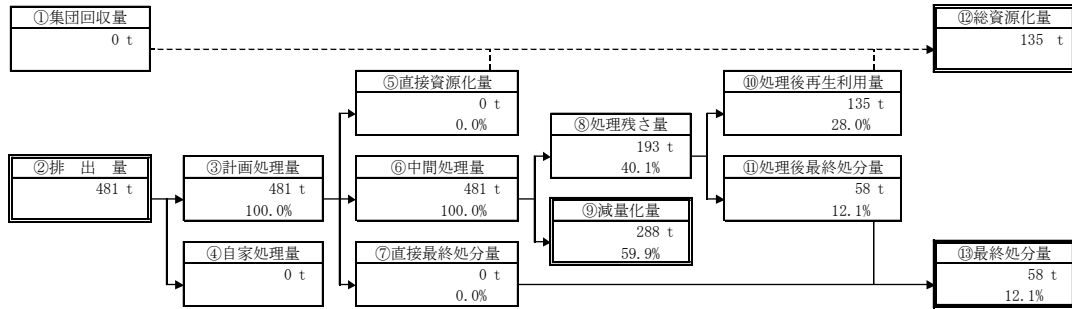 ①集団回収量
0 t
⑫総資源化量
135 t
⑤直接資源化量
0 t
0.0%
⑩処理後再生利用量
135 t
28.0%
⑧処理残さ量
193 t
40.1%
②排 出 量
481 t
③計画処理量
481 t
100.0%
⑥中間処理量
481 t
100.0%
⑪処理後最終処分量
58 t
12.1%
⑨減量化量
288 t
59.9%
④自家処理量
0 t
⑦直接最終処分量
0 t
0.0%
⑬最終処分量
58 t
12.1%